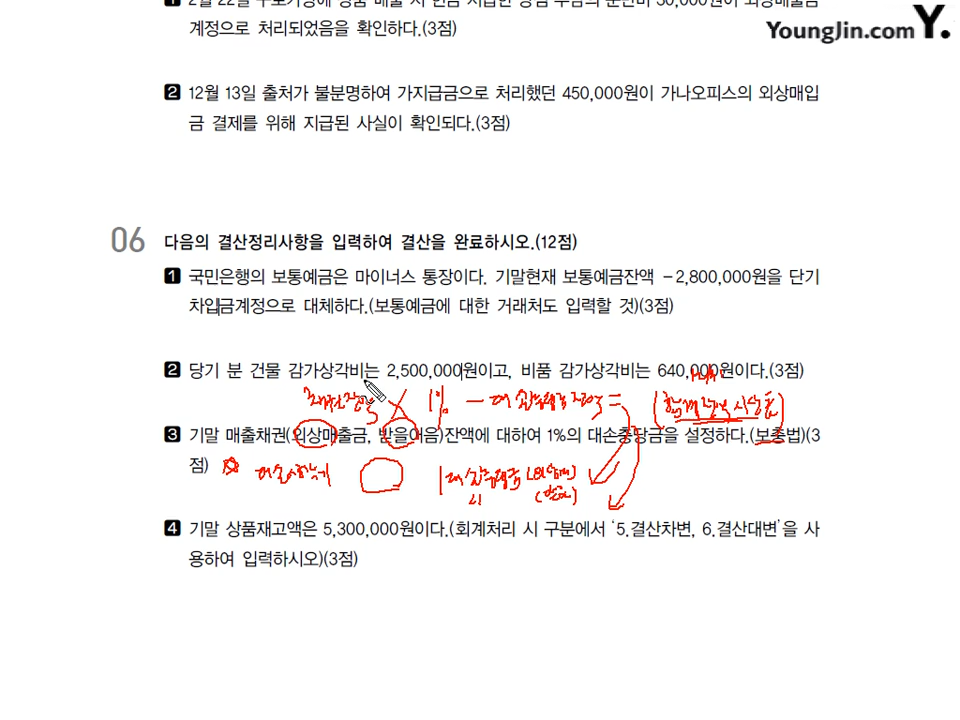 계정으로 처리되었음을 확인하다.(3점)
YoungJin.com Y.
2 12월 13일 출처가 불분명하여 가지급금으로 처리했던 450,000원이 가나오피스의 외상매입
금 결제를 위해 지급된 사실이 확인되다.(3점)
06 다음의 결산정리사항을 입력하여 결산을 완료하시오.(12점)
1 국민은행의 보통예금은 마이너스 통장이다. 기말현재 보통예금잔액 -2,800,000원을 단기
차입금계정으로 대체하다.(보통예금에 대한 거래처도 입력할 것)(3점)
2 당기 분 건물 감가상각비는 2,500,000원이고, 비품 감가상각비는 640,000원이다.(3점)
1% -
3 기말 매출채권(외상매출금, 받을어음)잔액에 대하여 1%의 대손충당금을 설정하다.(보충법)(3
점)
4 기말 상품재고액은 5,300,000원이다.(회계처리 시 구분에서 '5.결산차변, 6.결산대변'을 사
용하여 입력하시오)(3점)